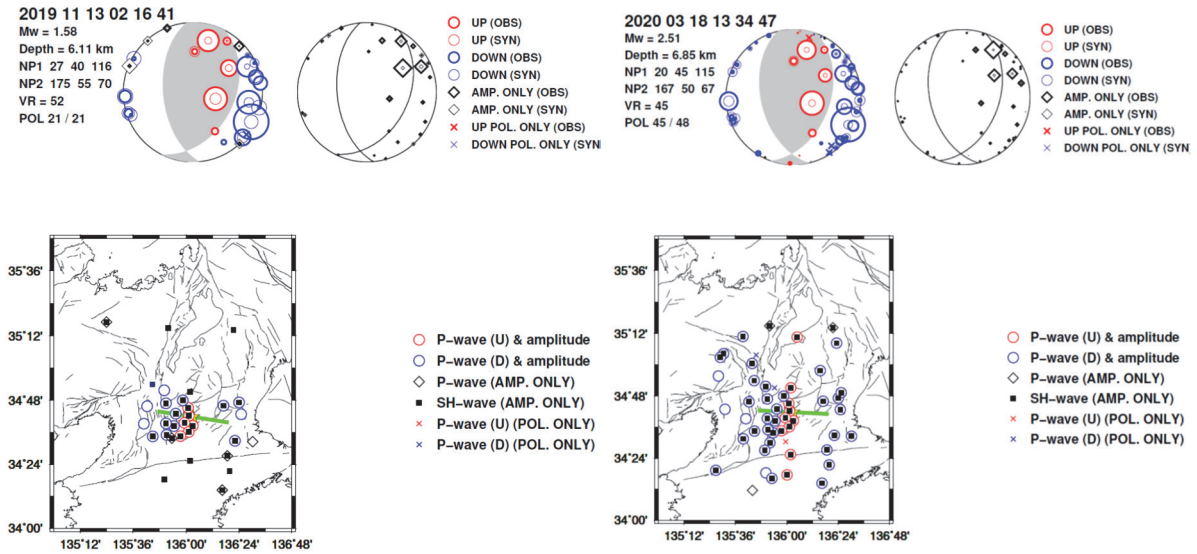 2019 11 13 02 16 41
Mw = 1.58
Depth = 6.11 km
NP1 27 40 116
NP2 175 55 70
VR = 52
POL 21 / 21
UP (OBS)
UP (SYN)
DOWN (OBS)
DOWN (SYN)
AMP. ONLY (OBS)
AMP. ONLY (SYN)
UP POL. ONLY (OBS)
DOWN POL. ONLY (SYN
2020 03 18 13 34 47
Mw = 2.51
Depth = 6.85 km
NP1 20 45 115
NP2 167 50 67
VR = 45
POL 45 / 48
UP (OBS)
UP (SYN)
DOWN (OBS)
DOWN (SYN)
AMP. ONLY (OBS)
AMP. ONLY (SYN)
UP POL. ONLY (OBS)
DOWN POL. ONLY (SYN)
35°36'
35°12'
34°48'
34°24'
34°00'
135°12' 135°36' 136°00' 136°24' 136°48'
P−wave (U) & amplitude
P−wave (D) & amplitude
P−wave (AMP. ONLY)
SH−wave (AMP. ONLY)
P−wave (U) (POL. ONLY)
P−wave (D) (POL. ONLY)
35°36'
35°12'
34°48'
34°24'
34°00'
135°12' 135°36' 136°00' 136°24' 136°48'
P−wave (U) & amplitude
P−wave (D) & amplitude
P−wave (AMP. ONLY)
SH−wave (AMP. ONLY)
P−wave (U) (POL. ONLY)
P−wave (D) (POL. ONLY)